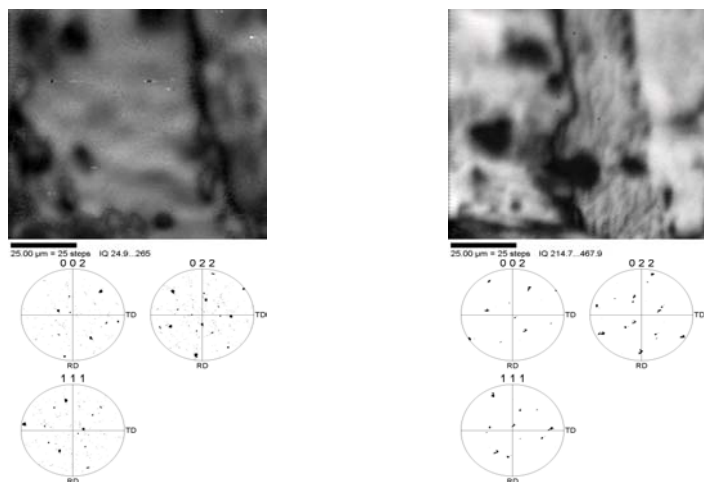 25.00 µm = 25 steps IQ 24.9...265
0 0 2
0 2 2
TD
TD
RD
RD
1 1 1
TD
RD
25.00 µm = 25 steps IQ 214.7...467.9
0 0 2
0 2 2
TD
TD
RD
RD
1 1 1
TD
RD